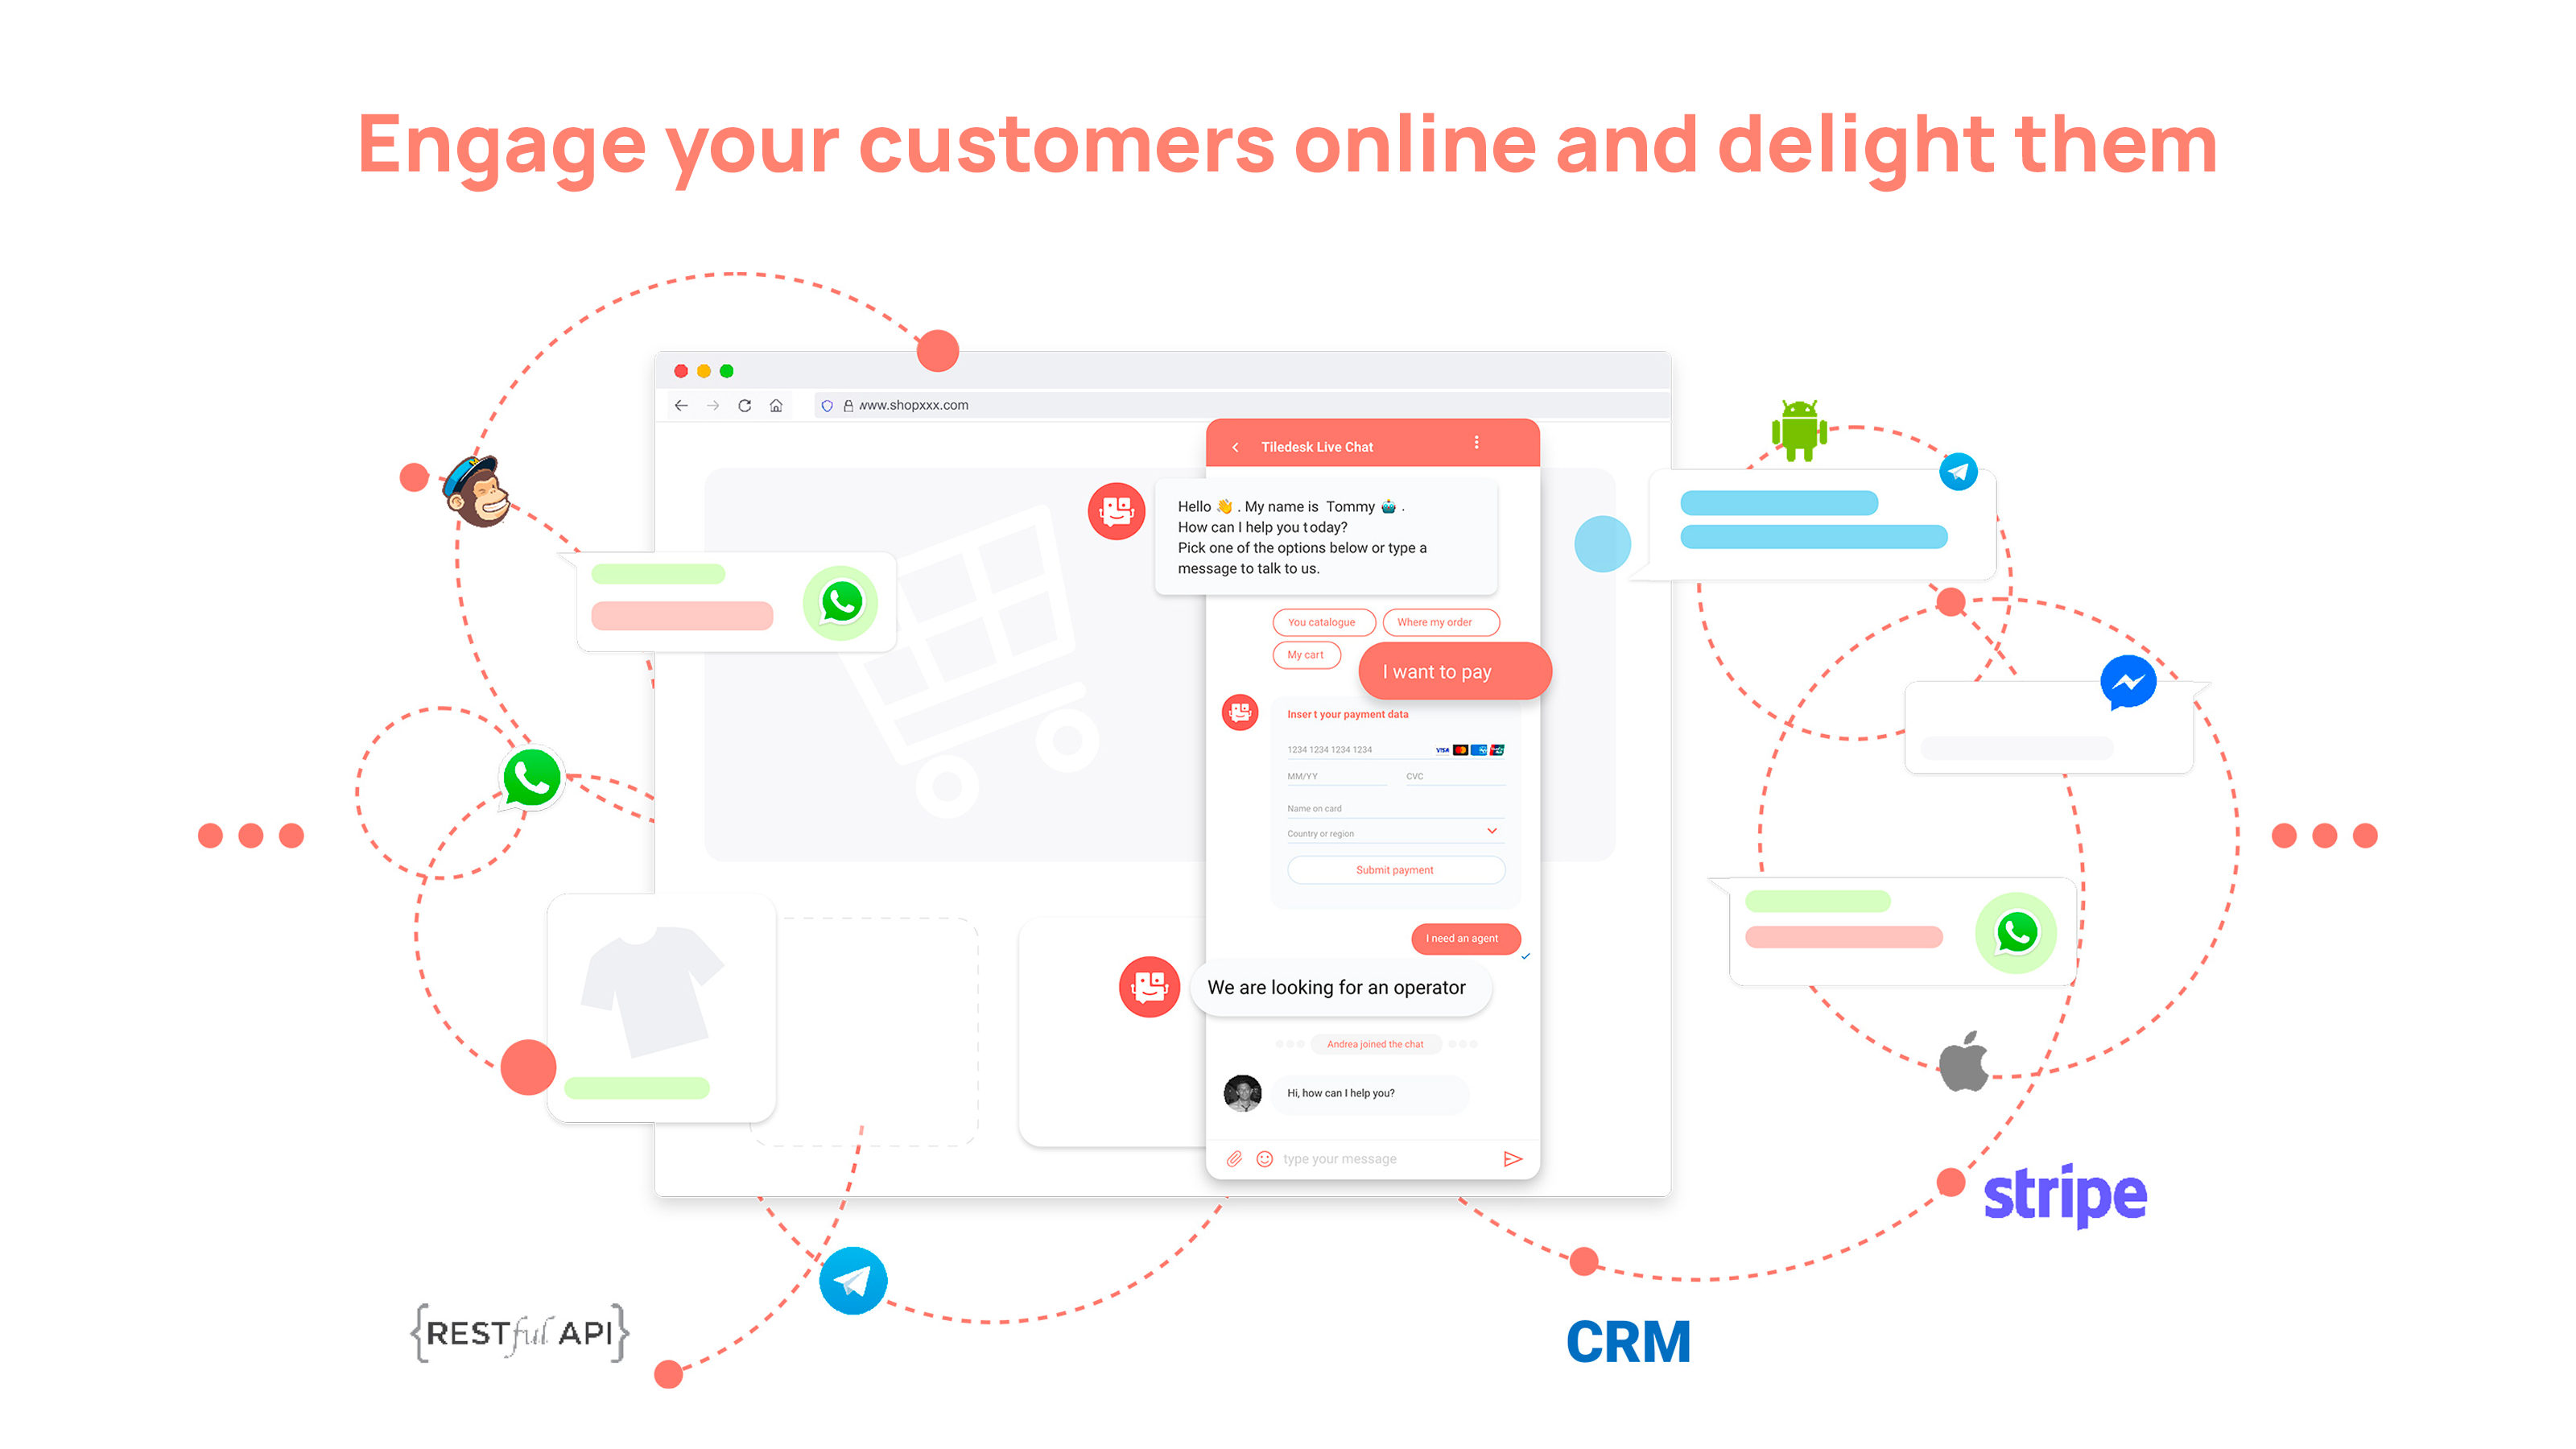 Engage your customers online and delight them
www.shopxxx.com
Tiledesk Live Chat
Hello 👋 . My name is Tommy 🤖 .
How can I help you today?
Pick one of the options below or type a
message to talk to us.
You catalogue
Where my order
My cart
I want to pay
Insert your payment data
1234 1234 1234 1234
VISA
MM/YY
CVC
Name on card
Country or region
Submit payment
I need an agent
We are looking for an operator
Andrea joined the chat
Hi, how can I help you?
type your message
stripe
{RESTful API}
CRM